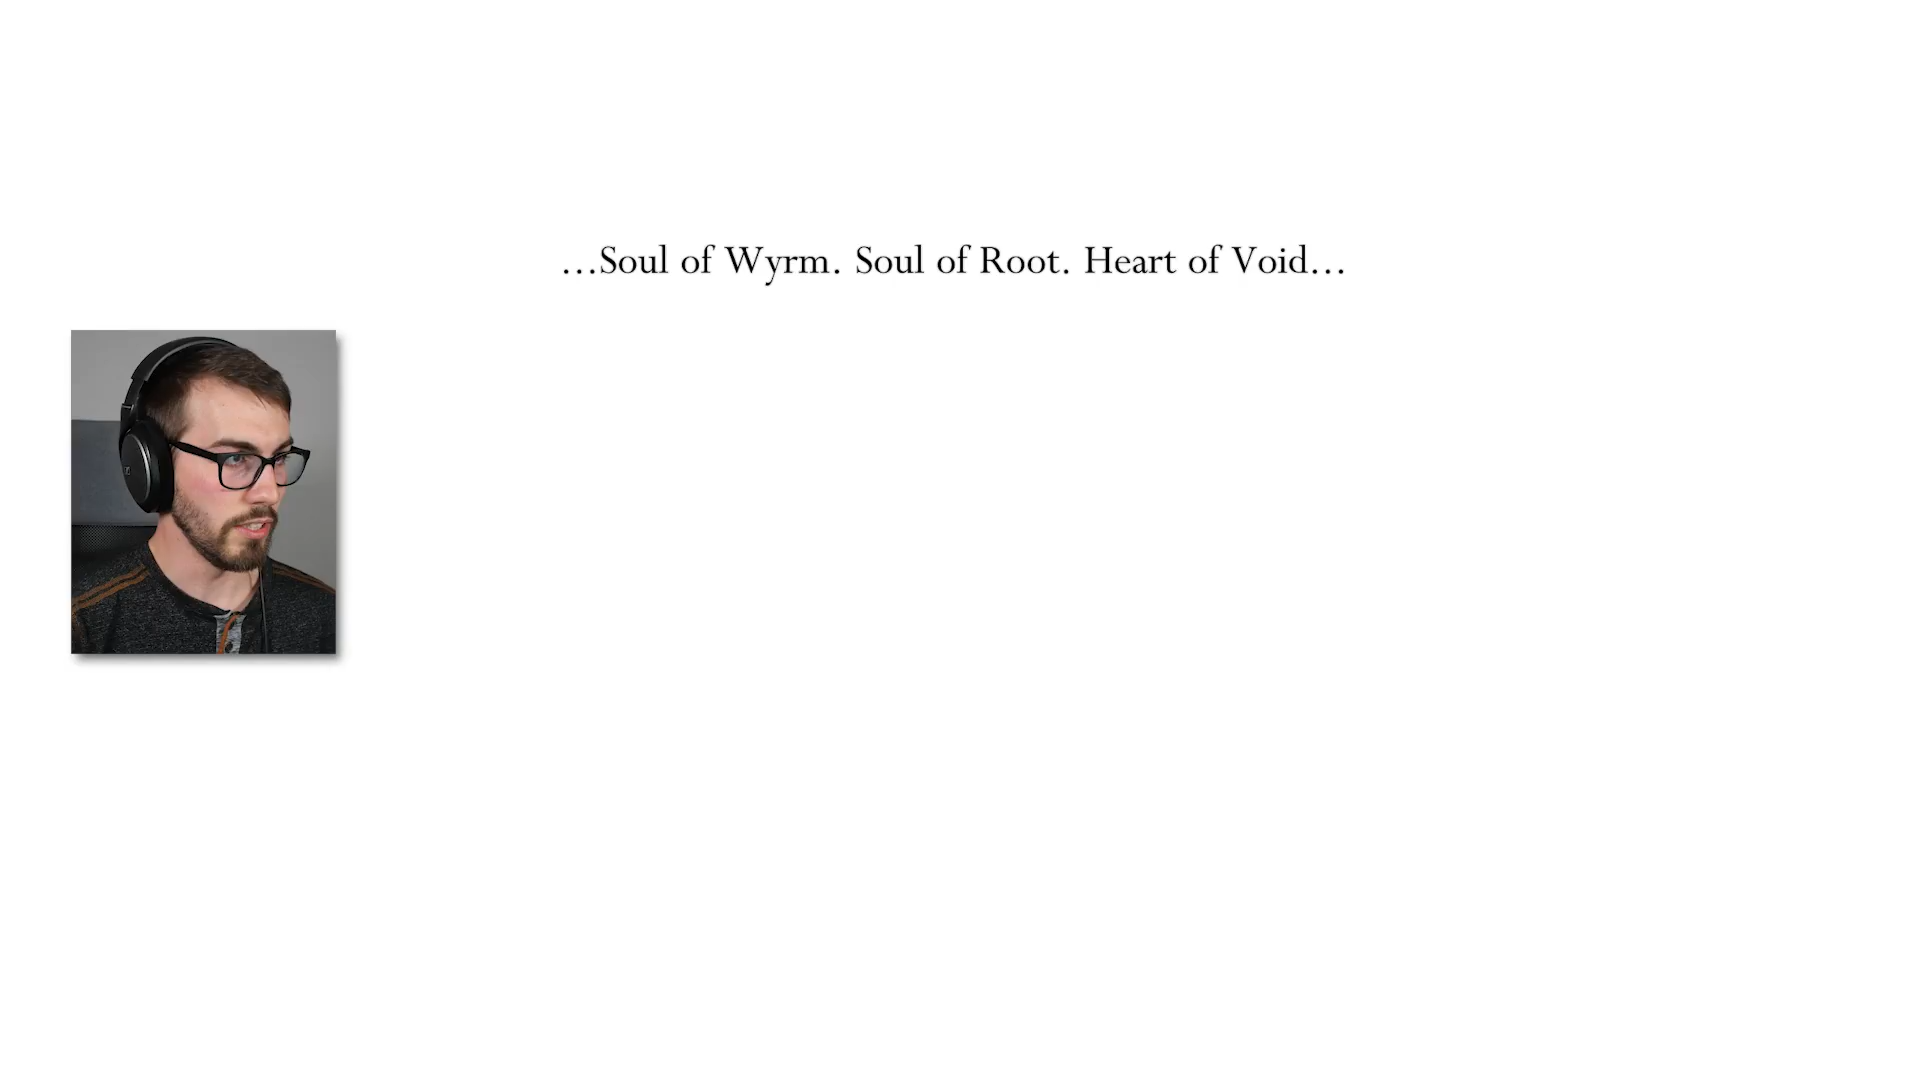 …Soul of Wyrm. Soul of Root. Heart of Void…